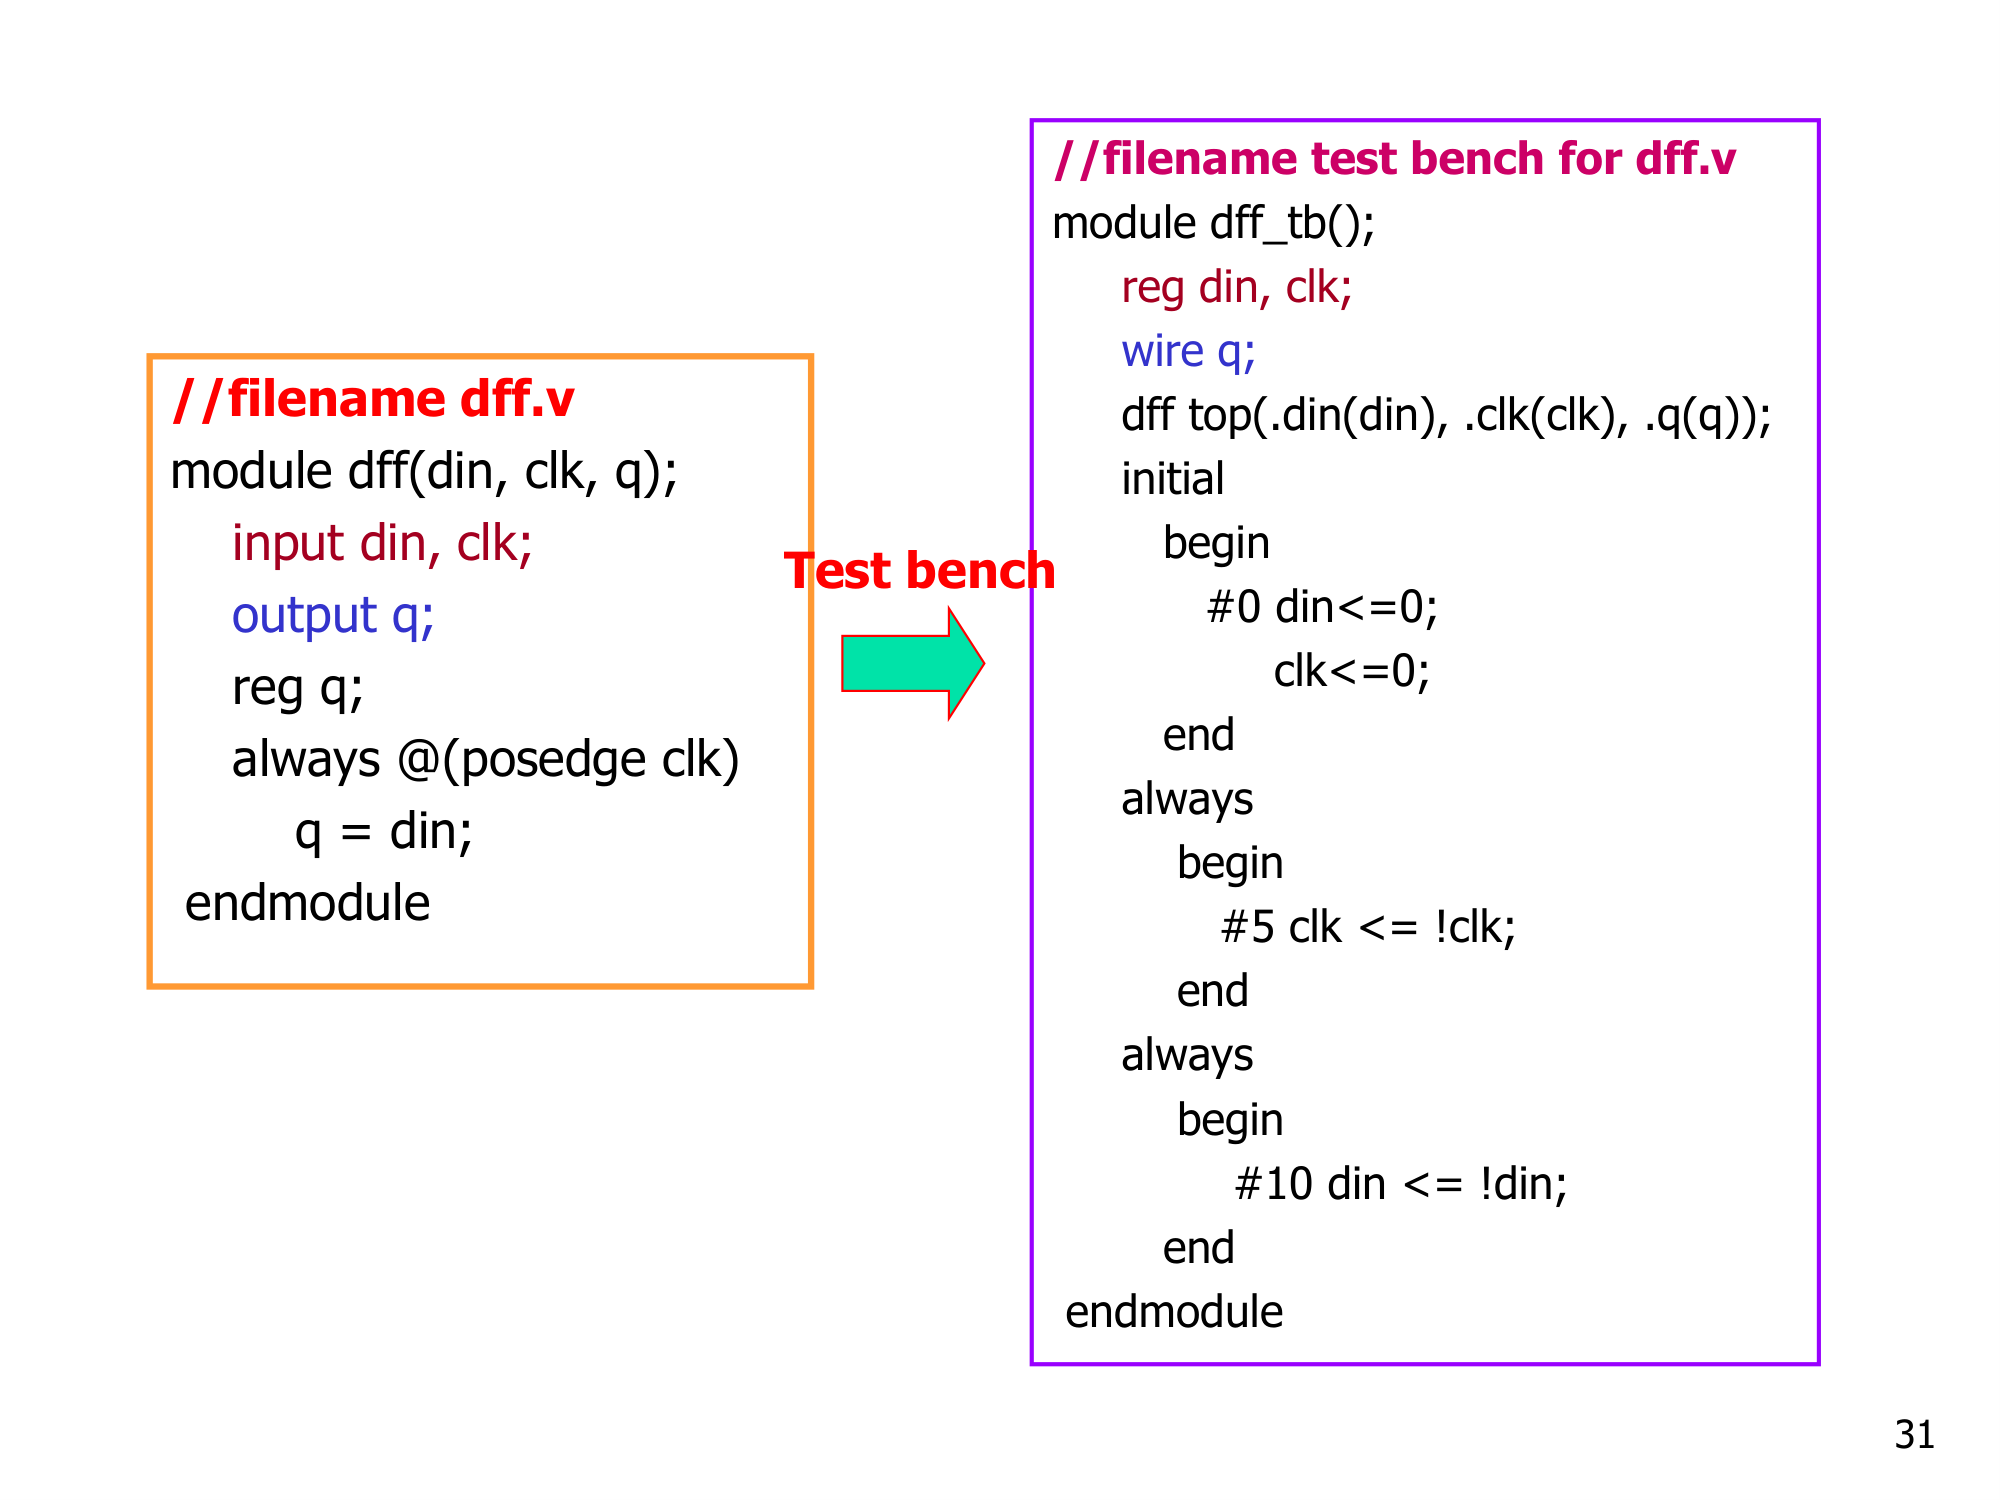 //filename dff.v
module dff(din, clk, q);
input din, clk;
output q;
reg q;
always @(posedge clk)
q = din;
endmodule
Test bench
//filename test bench for dff.v
module dff_tb();
reg din, clk;
wire q;
dff top(.din(din), .clk(clk), .q(q));
initial
begin
#0 din<=0;
clk<=0;
end
always
begin
#5 clk <= !clk;
end
always
begin
#10 din <= !din;
end
endmodule
31